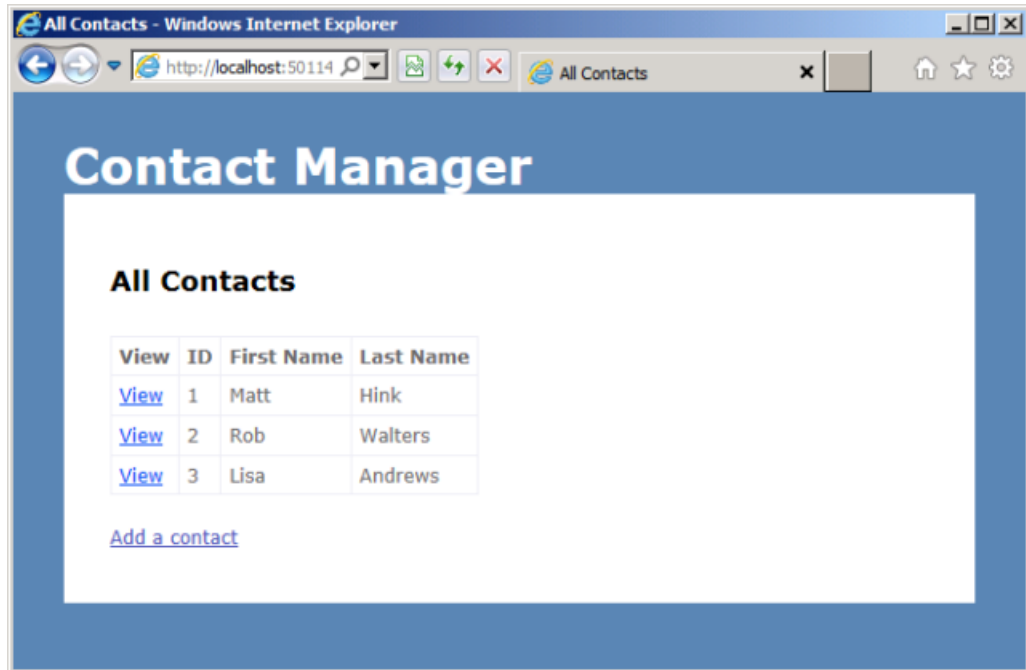 All Contacts - Windows Internet Explorer
http://localhost:50114
All Contacts
Contact Manager
All Contacts
View ID First Name Last Name
View 1 Matt Hink
View 2 Rob Walters
View 3 Lisa Andrews
Add a contact